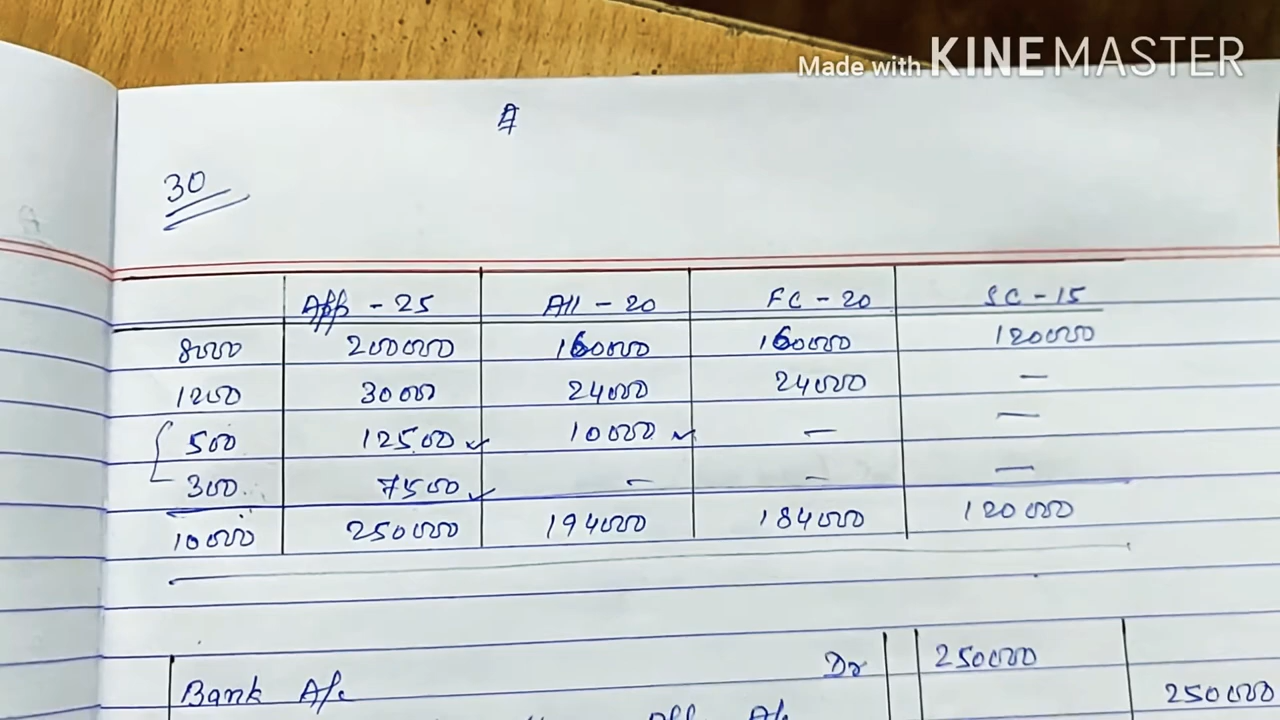 Made with KINEMASTER
30
App - 25 All - 20 FC - 20 SC - 15
8000 200000 160000 160000 120000
1200 30000 24000 24000 —
500 12500 ✓ 10000 ✓ — —
300 7500 ✓ - - —
10000 250000 194000 184000 120000
Bank A/c Dr 250000
App A/c 250000